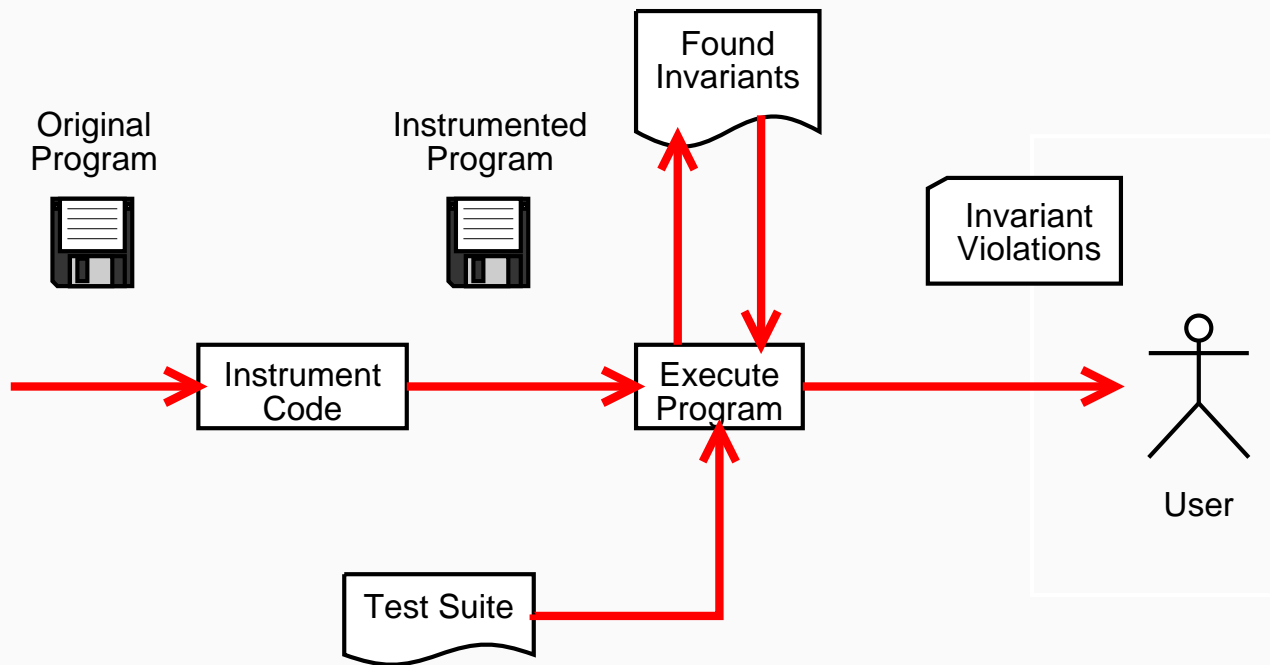 Found
Invariants
Original
Program
Instrumented
Program
Invariant
Violations
Instrument
Code
Execute
Program
User
Test Suite